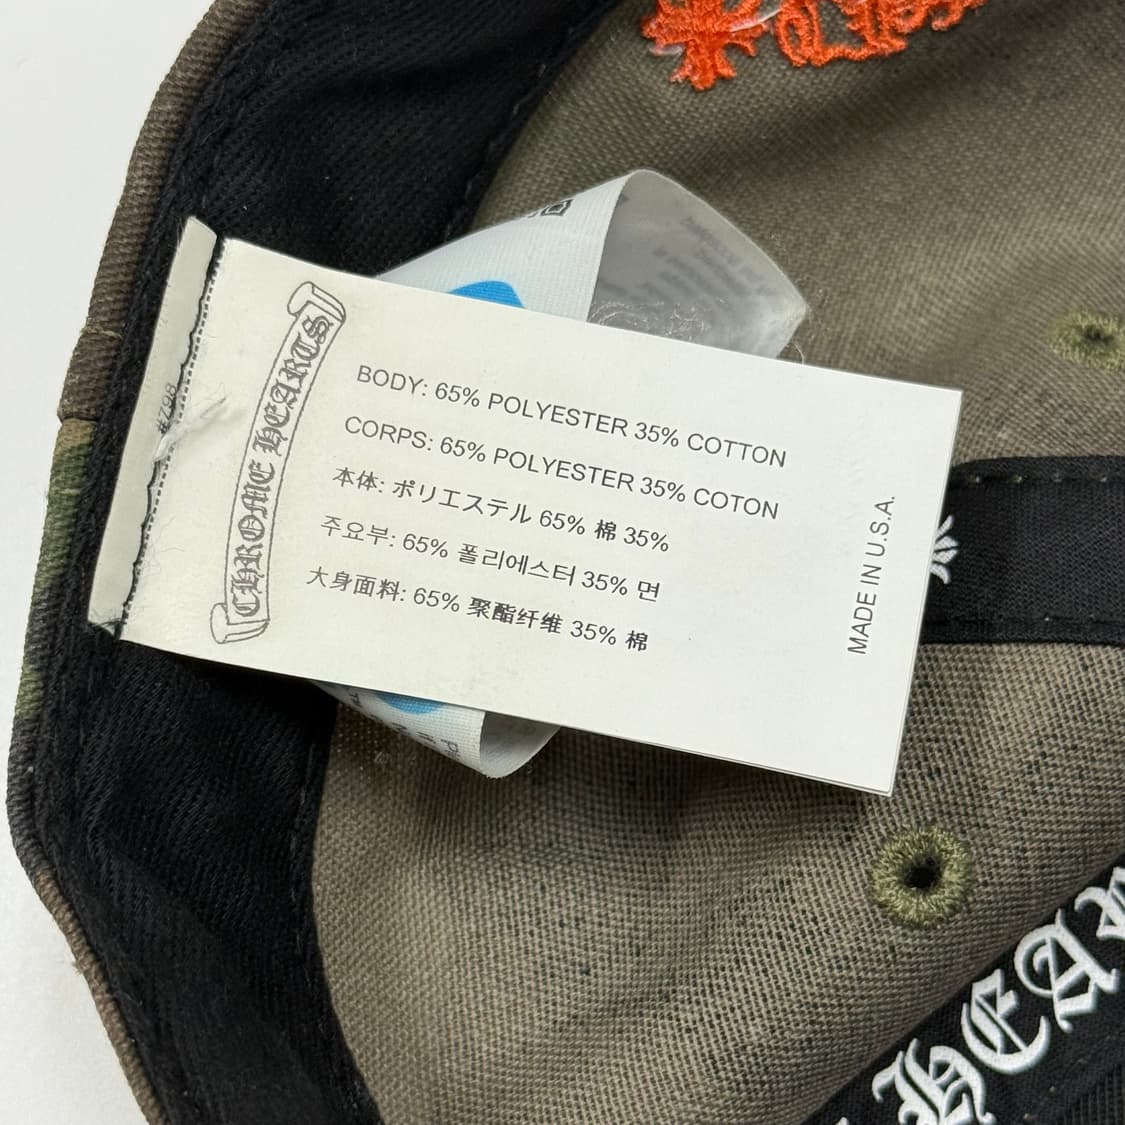 CHROME HEARTS
BODY: 65% POLYESTER 35% COTTON
CORPS: 65% POLYESTER 35% COTON
本体: ポリエステル 65% 棉 35%
주요부: 65% 폴리에스터 35% 면
大身面料: 65% 聚酯纤维 35% 棉
MADE IN U.S.A.
#798
HEAR